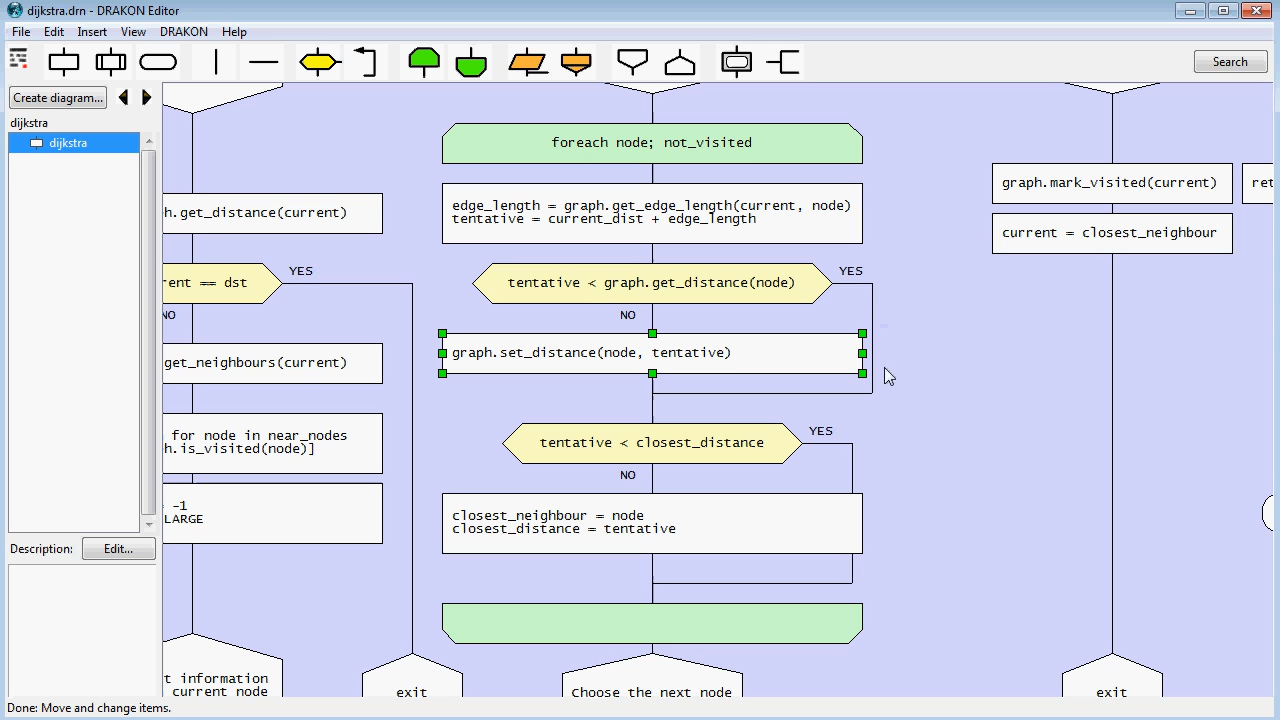 dijkstra.drn - DRAKON Editor
File Edit Insert View DRAKON Help
Search
Create diagram...
dijkstra
dijkstra
Description: Edit...
h.get_distance(current)
rent == dst
YES
NO
get_neighbours(current)
for node in near_nodes
h.is_visited(node)]
= -1
LARGE
t information
current node
exit
foreach node; not_visited
edge_length = graph.get_edge_length(current, node)
tentative = current_dist + edge_length
tentative < graph.get_distance(node)
YES
NO
graph.set_distance(node, tentative)
tentative < closest_distance
YES
NO
closest_neighbour = node
closest_distance = tentative
Choose the next node
graph.mark_visited(current)
current = closest_neighbour
ret
exit
Done: Move and change items.